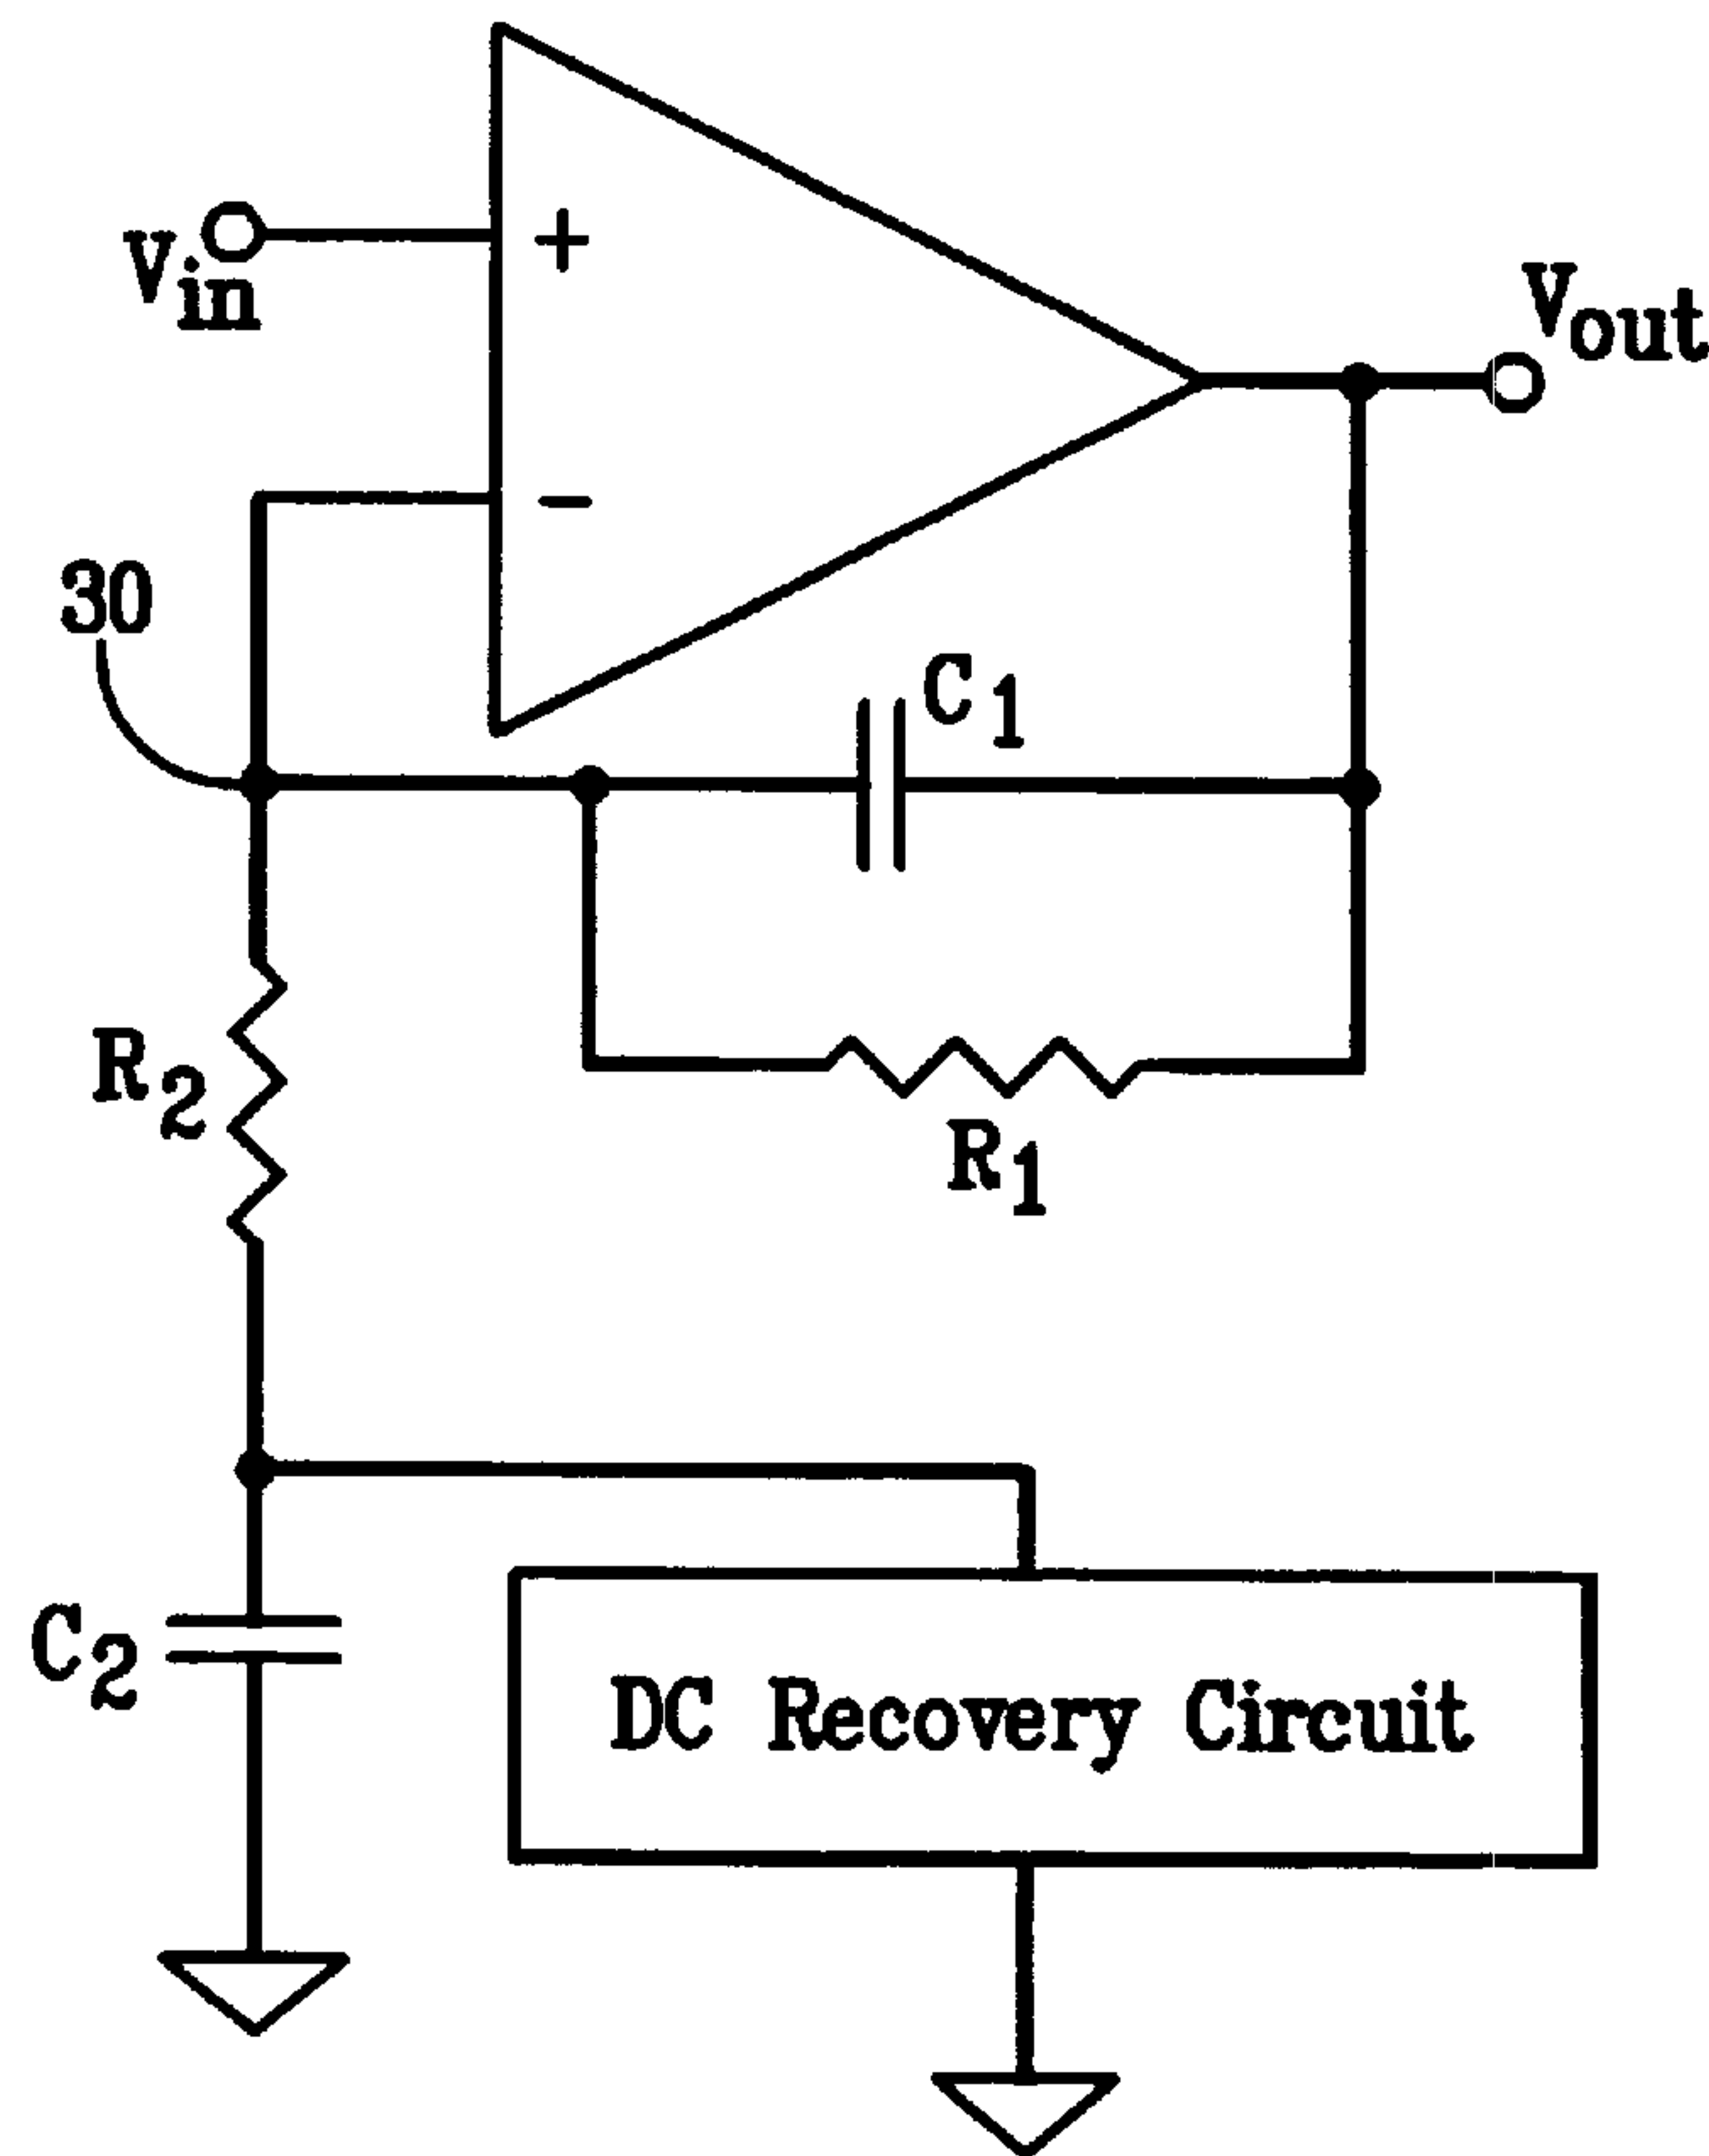 Vin
+
Vout
-
30
C1
R2
R1
C2
DC Recovery Circuit